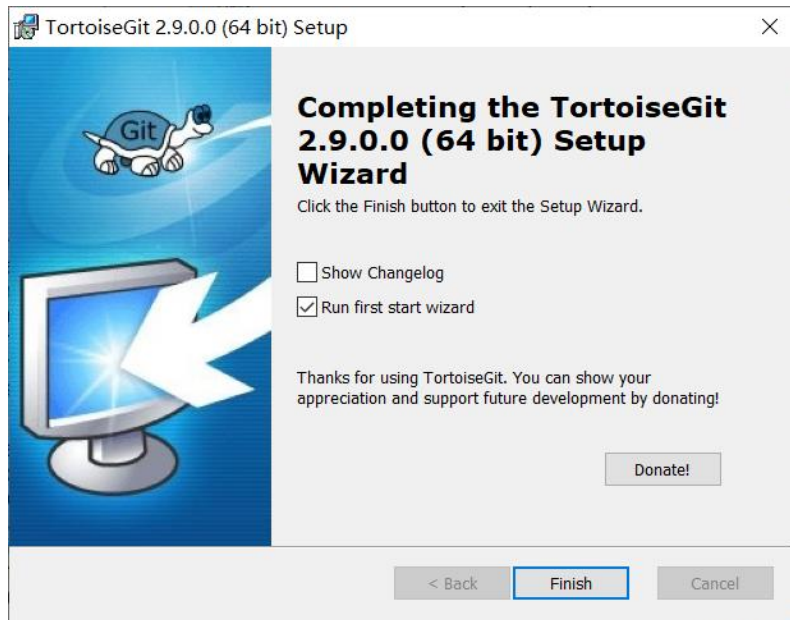 TortoiseGit 2.9.0.0 (64 bit) Setup
Git
Completing the TortoiseGit
2.9.0.0 (64 bit) Setup
Wizard
Click the Finish button to exit the Setup Wizard.
Show Changelog
Run first start wizard
Thanks for using TortoiseGit. You can show your
appreciation and support future development by donating!
Donate!
< Back Finish Cancel